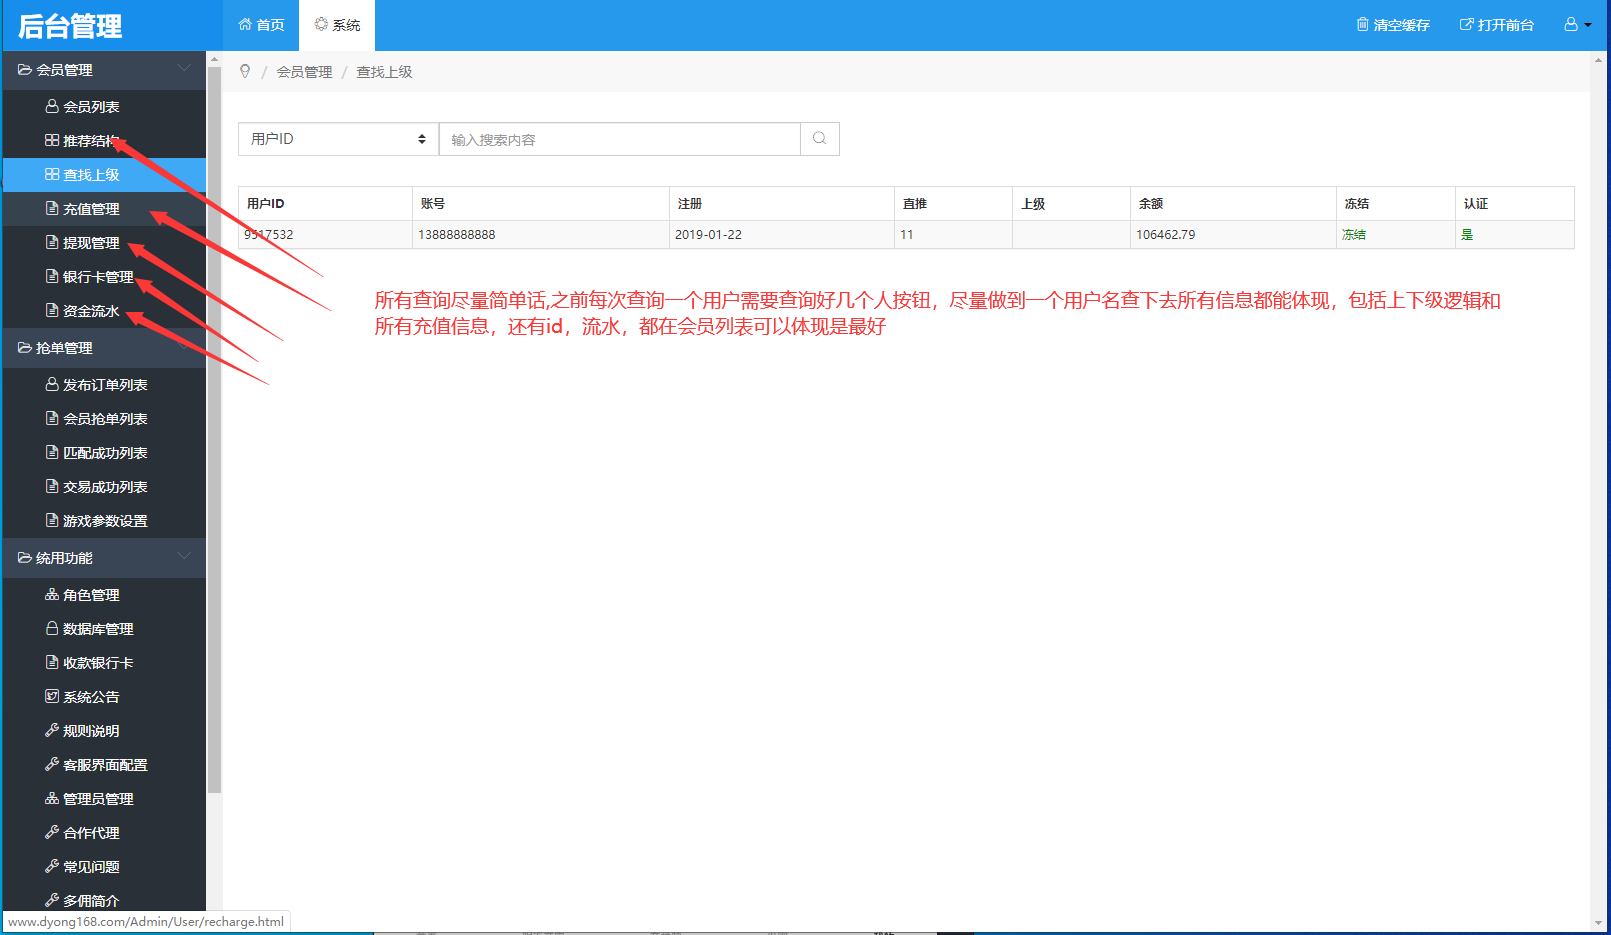 后台管理
首页
系统
清空缓存
打开前台
会员管理
会员列表
推荐结构
查找上级
充值管理
提现管理
银行卡管理
资金流水
抢单管理
发布订单列表
会员抢单列表
匹配成功列表
交易成功列表
游戏参数设置
统用功能
角色管理
数据库管理
收款银行卡
系统公告
规则说明
客服界面配置
管理员管理
合作代理
常见问题
多佣简介
www.dyong168.com/Admin/User/recharge.html
/ 会员管理 / 查找上级
用户ID
输入搜索内容
用户ID 账号 注册 直推 上级 余额 冻结 认证
9517532 13888888888 2019-01-22 11 106462.79 冻结 是
所有查询尽量简单话,之前每次查询一个用户需要查询好几个人按钮，尽量做到一个用户名查下去所有信息都能体现，包括上下级逻辑和
所有充值信息，还有id，流水，都在会员列表可以体现是最好